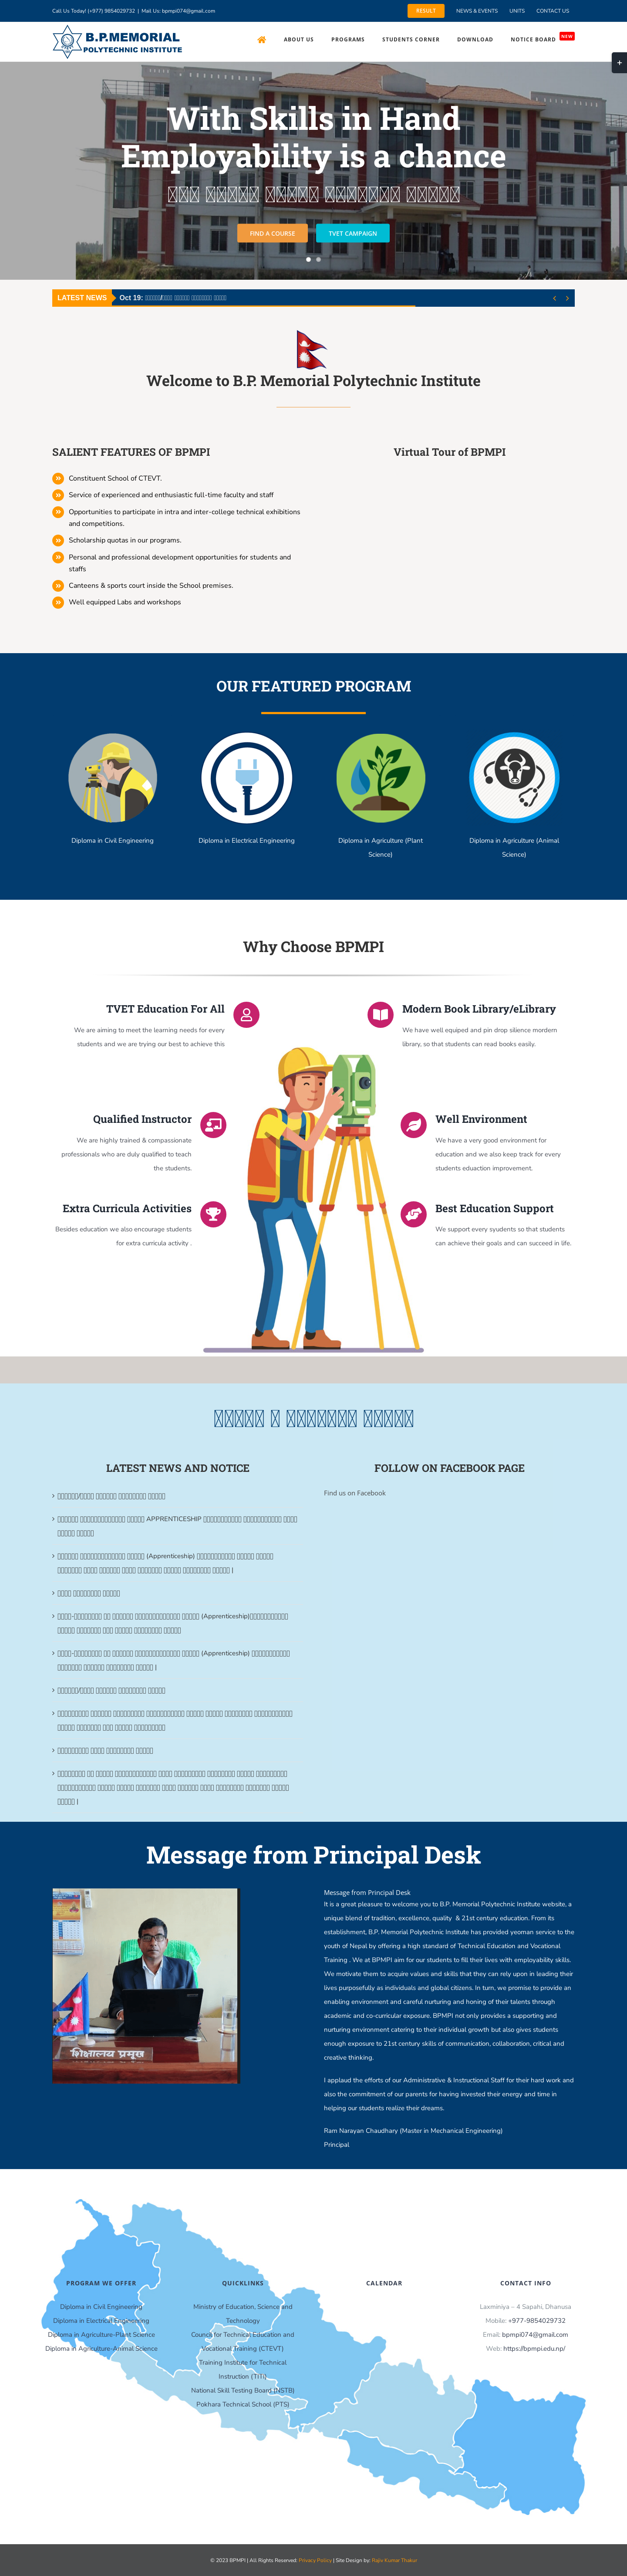 Call Us Today! (+977) 9854029732 | Mail Us: bpmpi074@gmail.com
RESULT NEWS & EVENTS UNITS CONTACT US
B.P.MEMORIAL
POLYTECHNIC INSTITUTE
ABOUT US PROGRAMS STUDENTS CORNER DOWNLOAD NOTICE BOARD NEW
With Skills in Hand
Employability is a chance
FIND A COURSE TVET CAMPAIGN
LATEST NEWS Oct 19:
Welcome to B.P. Memorial Polytechnic Institute
SALIENT FEATURES OF BPMPI
Constituent School of CTEVT.
Service of experienced and enthusiastic full-time faculty and staff
Opportunities to participate in intra and inter-college technical exhibitions
and competitions.
Scholarship quotas in our programs.
Personal and professional development opportunities for students and
staffs
Canteens & sports court inside the School premises.
Well equipped Labs and workshops
Virtual Tour of BPMPI
OUR FEATURED PROGRAM
Diploma in Civil Engineering
Diploma in Electrical Engineering
Diploma in Agriculture (Plant
Science)
Diploma in Agriculture (Animal
Science)
Why Choose BPMPI
TVET Education For All
We are aiming to meet the learning needs for every
students and we are trying our best to achieve this
Modern Book Library/eLibrary
We have well equiped and pin drop silience mordern
library, so that students can read books easily.
Qualified Instructor
We are highly trained & compassionate
professionals who are duly qualified to teach
the students.
Well Environment
We have a very good environment for
education and we also keep track for every
students eduaction improvement.
Extra Curricula Activities
Besides education we also encourage students
for extra curricula activity .
Best Education Support
We support every syudents so that students
can achieve their goals and can succeed in life.
LATEST NEWS AND NOTICE
APPRENTICESHIP
(Apprenticeship)
(Apprenticeship)
(Apprenticeship)
FOLLOW ON FACEBOOK PAGE
Find us on Facebook
Message from Principal Desk
शिक्षालय प्रमुख
Message from Principal Desk
It is a great pleasure to welcome you to B.P. Memorial Polytechnic Institute website, a
unique blend of tradition, excellence, quality & 21st century education. From its
establishment, B.P. Memorial Polytechnic Institute has provided yeoman service to the
youth of Nepal by offering a high standard of Technical Education and Vocational
Training . We at BPMPI aim for our students to fill their lives with employability skills.
We motivate them to acquire values and skills that they can rely upon in leading their
lives purposefully as individuals and global citizens. In turn, we promise to provide an
enabling environment and careful nurturing and honing of their talents through
academic and co-curricular exposure. BPMPI not only provides a supporting and
nurturing environment catering to their individual growth but also gives students
enough exposure to 21st century skills of communication, collaboration, critical and
creative thinking.
I applaud the efforts of our Administrative & Instructional Staff for their hard work and
also the commitment of our parents for having invested their energy and time in
helping our students realize their dreams.
Ram Narayan Chaudhary (Master in Mechanical Engineering)
Principal
PROGRAM WE OFFER
Diploma in Civil Engineering
Diploma in Electrical Engineering
Diploma in Agriculture-Plant Science
Diploma in Agriculture-Animal Science
QUICKLINKS
Ministry of Education, Science and
Technology
Council for Technical Education and
Vocational Training (CTEVT)
Training Institute for Technical
Instruction (TITI)
National Skill Testing Board (NSTB)
Pokhara Technical School (PTS)
CALENDAR
CONTACT INFO
Laxminiya – 4 Sapahi, Dhanusa
Mobile: +977-9854029732
Email: bpmpi074@gmail.com
Web: https://bpmpi.edu.np/
© 2023 BPMPI | All Rights Reserved: Privacy Policy | Site Design by: Rajiv Kumar Thakur